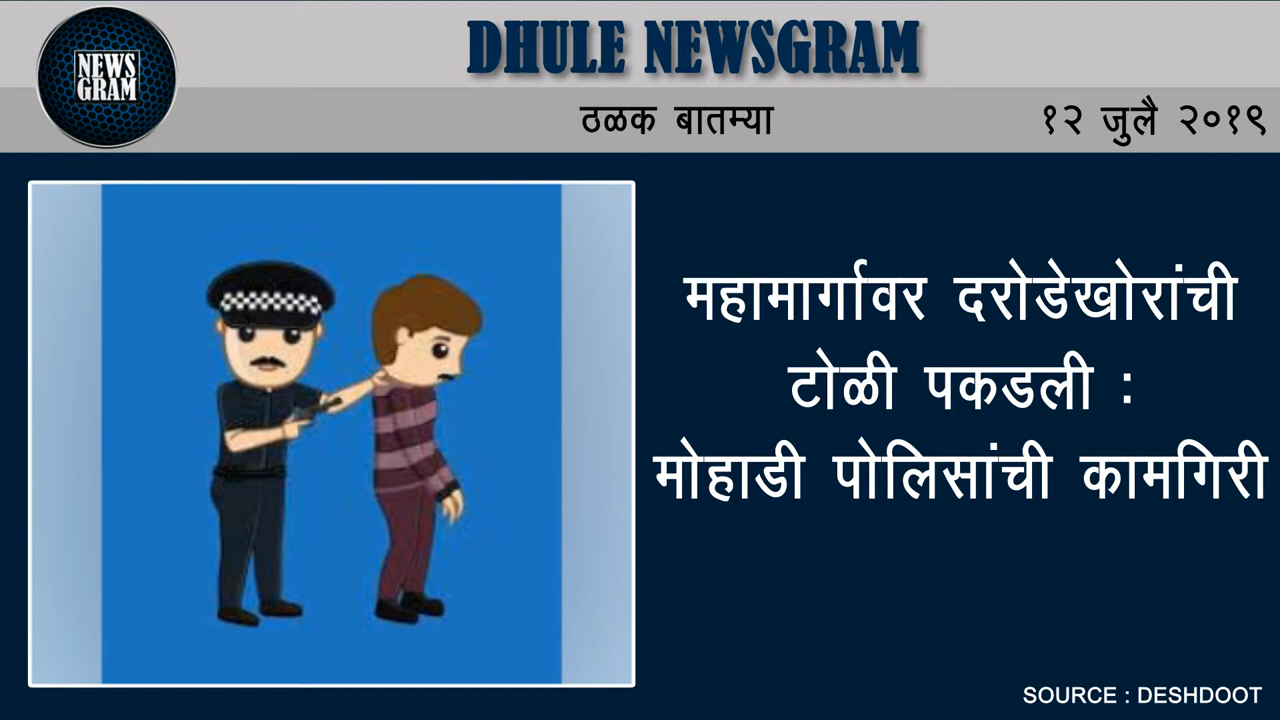 NEWS
GRAM
DHULE NEWSGRAM
ठळक बातम्या
१२ जुलै २०१९
महामार्गावर दरोडेखोरांची
टोळी पकडली :
मोहाडी पोलिसांची कामगिरी
SOURCE : DESHDOOT